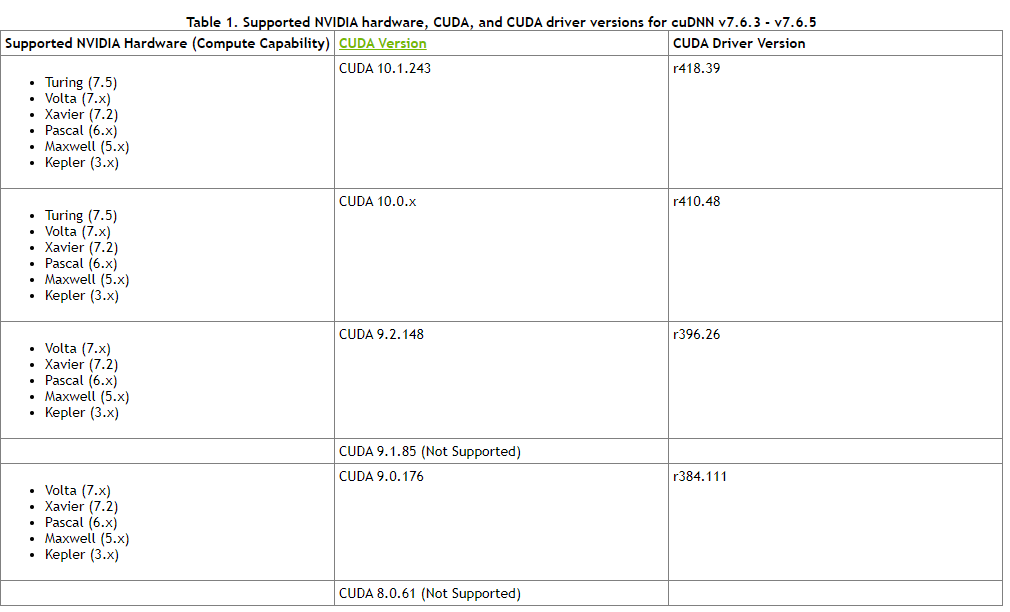 Table 1. Supported NVIDIA hardware, CUDA, and CUDA driver versions for cuDNN v7.6.3 - v7.6.5
Supported NVIDIA Hardware (Compute Capability) CUDA Version CUDA Driver Version
CUDA 10.1.243 r418.39
• Turing (7.5)
• Volta (7.x)
• Xavier (7.2)
• Pascal (6.x)
• Maxwell (5.x)
• Kepler (3.x)
CUDA 10.0.x r410.48
• Turing (7.5)
• Volta (7.x)
• Xavier (7.2)
• Pascal (6.x)
• Maxwell (5.x)
• Kepler (3.x)
CUDA 9.2.148 r396.26
• Volta (7.x)
• Xavier (7.2)
• Pascal (6.x)
• Maxwell (5.x)
• Kepler (3.x)
CUDA 9.1.85 (Not Supported)
CUDA 9.0.176 r384.111
• Volta (7.x)
• Xavier (7.2)
• Pascal (6.x)
• Maxwell (5.x)
• Kepler (3.x)
CUDA 8.0.61 (Not Supported)